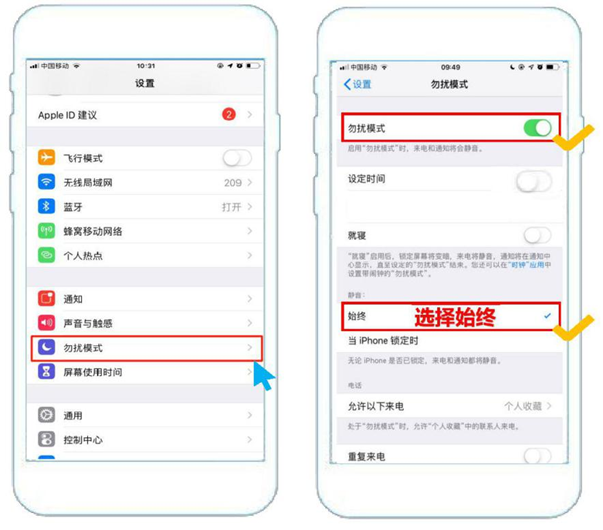 中国移动
10:31
设置
Apple ID 建议
2
飞行模式
无线局域网
209
蓝牙
打开
蜂窝移动网络
个人热点
通知
声音与触感
勿扰模式
屏幕使用时间
通用
控制中心
中国移动
09:49
设置
勿扰模式
勿扰模式
启用“勿扰模式”时，来电和通知将会静音。
设定时间
就寝
“就寝”启用后，锁定屏幕将变暗，来电将静音，通知将在通知中
心显示，直至设定的“勿扰模式”结束。您还可以在“时钟”应用中
设置带闹钟的“勿扰模式”。
静音：
始终
选择始终
当 iPhone 锁定时
无论 iPhone 是否已锁定，来电和通知都将静音。
电话
允许以下来电
个人收藏
处于“勿扰模式”时，允许“个人收藏”中的联系人来电。
重复来电